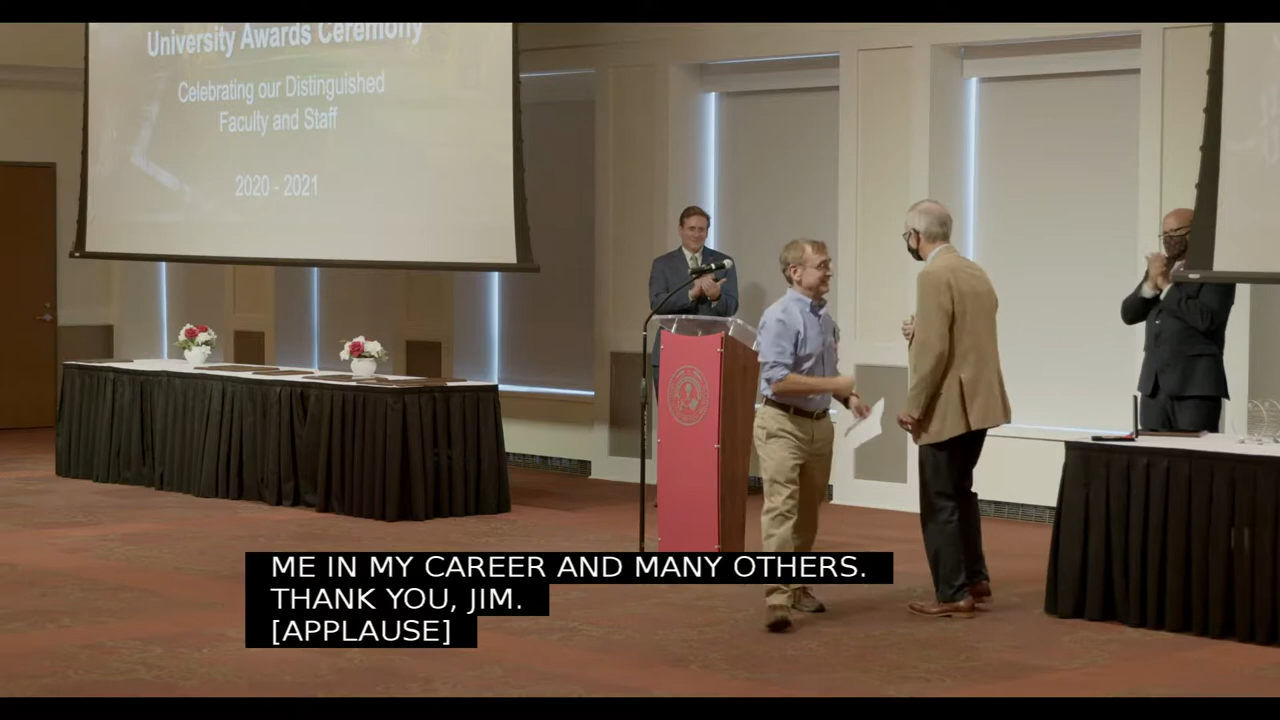 University Awards Ceremony
Celebrating our Distinguished
Faculty and Staff
2020 - 2021
ME IN MY CAREER AND MANY OTHERS.
THANK YOU, JIM.
[APPLAUSE]